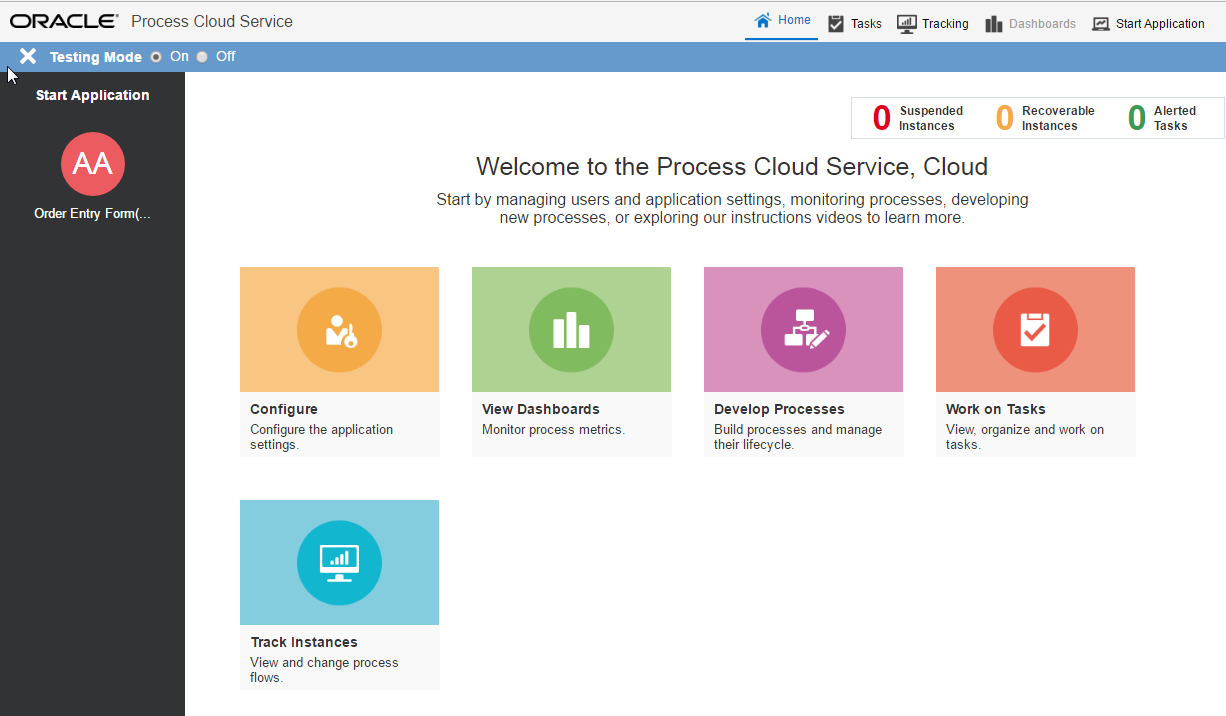 ORACLE® Process Cloud Service
Home
Tasks
Tracking
Dashboards
Start Application
Testing Mode On Off
Start Application
AA
Order Entry Form(...
0 Suspended Instances
0 Recoverable Instances
0 Alerted Tasks
Welcome to the Process Cloud Service, Cloud
Start by managing users and application settings, monitoring processes, developing
new processes, or exploring our instructions videos to learn more.
Configure
Configure the application
settings.
View Dashboards
Monitor process metrics.
Develop Processes
Build processes and manage
their lifecycle.
Work on Tasks
View, organize and work on
tasks.
Track Instances
View and change process
flows.